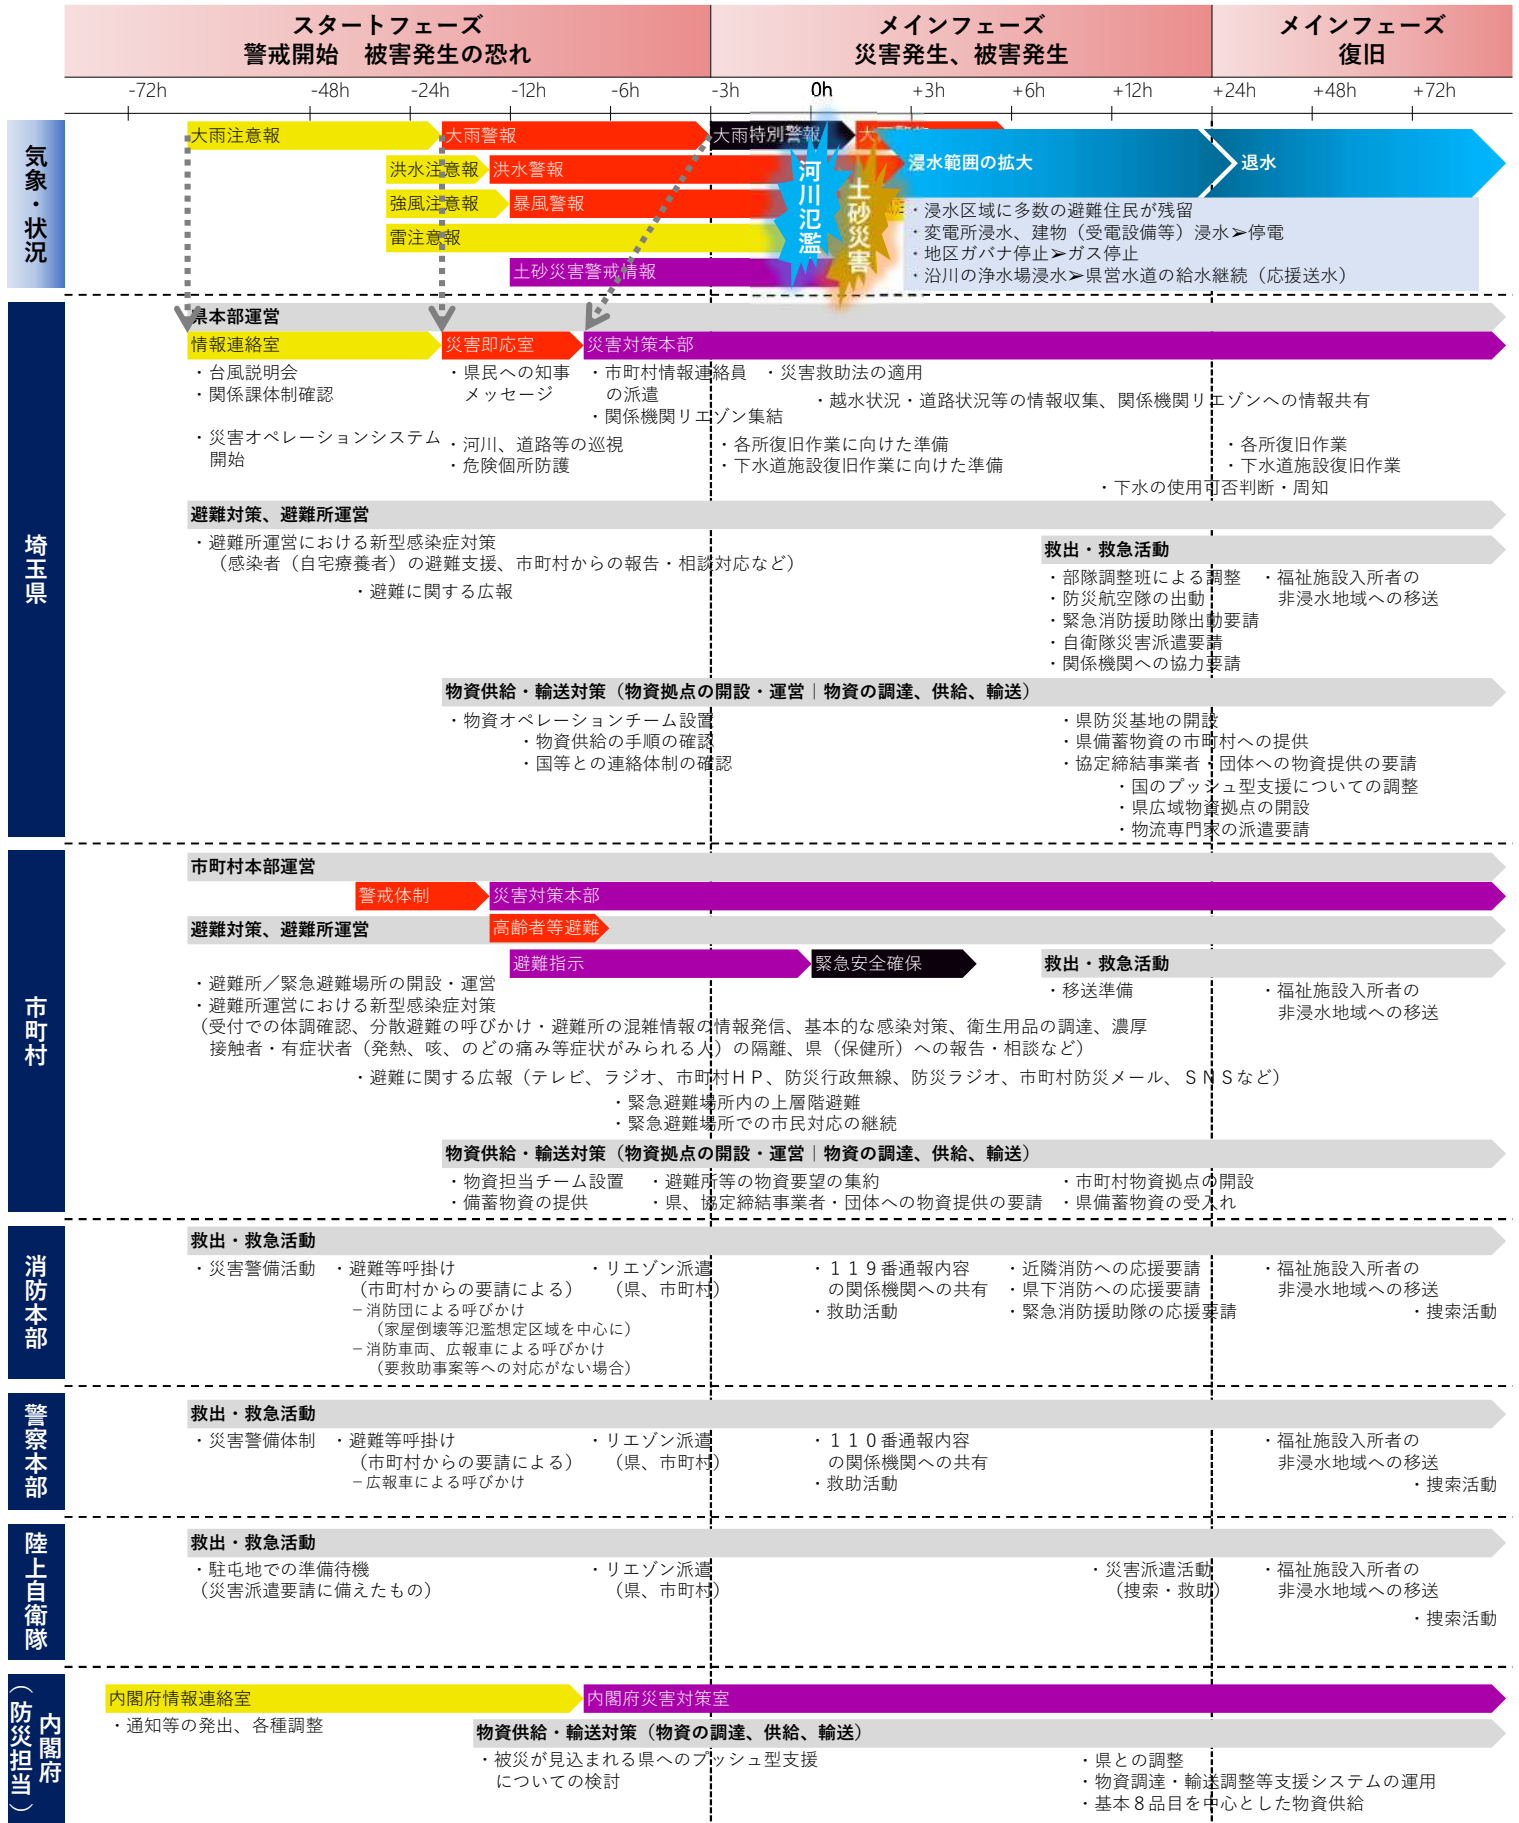 スタートフェーズ
警戒開始　被害発生の恐れ
メインフェーズ
災害発生、被害発生
メインフェーズ
復旧
-72h
-48h
-24h
-12h
-6h
-3h
0h
+3h
+6h
+12h
+24h
+48h
+72h
気象・状況
大雨注意報
大雨警報
大雨特別警報
洪水注意報
洪水警報
強風注意報
暴風警報
雷注意報
土砂災害警戒情報
河川氾濫
土砂災害
浸水範囲の拡大
退水
・浸水区域に多数の避難住民が残留
・変電所浸水、建物（受電設備等）浸水➢停電
・地区ガバナ停止➢ガス停止
・沿川の浄水場浸水➢県営水道の給水継続（応援送水）
埼玉県
県本部運営
情報連絡室
災害即応室
災害対策本部
・台風説明会
・関係課体制確認
・災害オペレーションシステム
開始
・県民への知事
メッセージ
・河川、道路等の巡視
・危険個所防護
・市町村情報連絡員
の派遣
・関係機関リエゾン集結
・災害救助法の適用
・越水状況・道路状況等の情報収集、関係機関リエゾンへの情報共有
・各所復旧作業に向けた準備
・下水道施設復旧作業に向けた準備
・各所復旧作業
・下水道施設復旧作業
・下水の使用可否判断・周知
避難対策、避難所運営
・避難所運営における新型感染症対策
（感染者（自宅療養者）の避難支援、市町村からの報告・相談対応など）
・避難に関する広報
救出・救急活動
・部隊調整班による調整
・防災航空隊の出動
・緊急消防援助隊出動要請
・自衛隊災害派遣要請
・関係機関への協力要請
・福祉施設入所者の
非浸水地域への移送
物資供給・輸送対策（物資拠点の開設・運営｜物資の調達、供給、輸送）
・物資オペレーションチーム設置
・物資供給の手順の確認
・国等との連絡体制の確認
・県防災基地の開設
・県備蓄物資の市町村への提供
・協定締結事業者・団体への物資提供の要請
・国のプッシュ型支援についての調整
・県広域物資拠点の開設
・物流専門家の派遣要請
市町村
市町村本部運営
警戒体制
災害対策本部
避難対策、避難所運営
高齢者等避難
避難指示
緊急安全確保
救出・救急活動
・避難所／緊急避難場所の開設・運営
・避難所運営における新型感染症対策
（受付での体調確認、分散避難の呼びかけ・避難所の混雑情報の情報発信、基本的な感染対策、衛生用品の調達、濃厚
接触者・有症状者（発熱、咳、のどの痛み等症状がみられる人）の隔離、県（保健所）への報告・相談など）
・移送準備
・福祉施設入所者の
非浸水地域への移送
・避難に関する広報（テレビ、ラジオ、市町村ＨＰ、防災行政無線、防災ラジオ、市町村防災メール、ＳＮＳなど）
・緊急避難場所内の上層階避難
・緊急避難場所での市民対応の継続
物資供給・輸送対策（物資拠点の開設・運営｜物資の調達、供給、輸送）
・物資担当チーム設置
・備蓄物資の提供
・避難所等の物資要望の集約
・県、協定締結事業者・団体への物資提供の要請
・市町村物資拠点の開設
・県備蓄物資の受入れ
消防本部
救出・救急活動
・災害警備活動
・避難等呼掛け
（市町村からの要請による）
－消防団による呼びかけ
（家屋倒壊等氾濫想定区域を中心に）
－消防車両、広報車による呼びかけ
（要救助事案等への対応がない場合）
・リエゾン派遣
（県、市町村）
・１１９番通報内容
の関係機関への共有
・救助活動
・近隣消防への応援要請
・県下消防への応援要請
・緊急消防援助隊の応援要請
・福祉施設入所者の
非浸水地域への移送
・捜索活動
警察本部
救出・救急活動
・災害警備体制
・避難等呼掛け
（市町村からの要請による）
－広報車による呼びかけ
・リエゾン派遣
（県、市町村）
・１１０番通報内容
の関係機関への共有
・救助活動
・福祉施設入所者の
非浸水地域への移送
・捜索活動
陸上自衛隊
救出・救急活動
・駐屯地での準備待機
（災害派遣要請に備えたもの）
・リエゾン派遣
（県、市町村）
・災害派遣活動
（捜索・救助）
・福祉施設入所者の
非浸水地域への移送
・捜索活動
内閣府
（防災担当）
内閣府情報連絡室
内閣府災害対策室
・通知等の発出、各種調整
物資供給・輸送対策（物資の調達、供給、輸送）
・被災が見込まれる県へのプッシュ型支援
についての検討
・県との調整
・物資調達・輸送調整等支援システムの運用
・基本８品目を中心とした物資供給